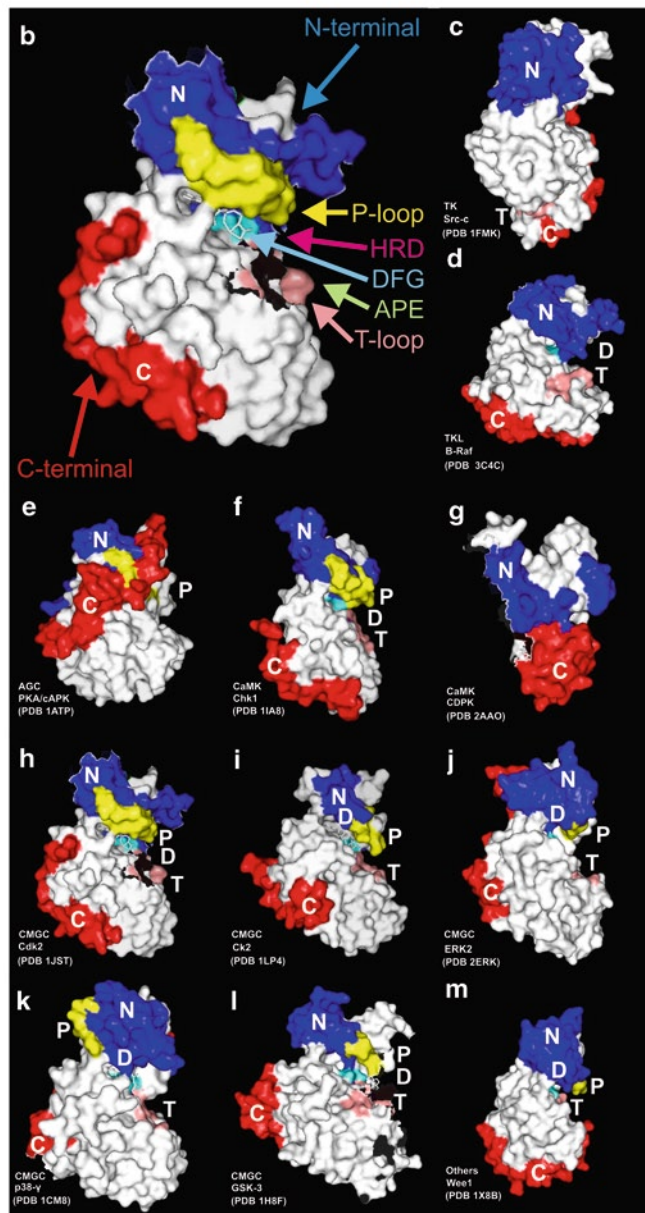 b
N-terminal
N
P-loop
HRD
DFG
APE
T-loop
C
C-terminal
c
N
T
C
TK
Src-c
(PDB 1FMK)
d
N
D
T
C
TKL
B-Raf
(PDB 3C4C)
e
N
C
P
AGC
PKA/cAPK
(PDB 1ATP)
f
N
P
D
T
C
CaMK
Chk1
(PDB 1IA8)
g
N
C
CaMK
CDPK
(PDB 2AAO)
h
N
P
D
T
C
CMGC
Cdk2
(PDB 1JST)
i
N
D
P
T
C
CMGC
Ck2
(PDB 1LP4)
j
N
D
P
T
C
CMGC
ERK2
(PDB 2ERK)
k
P
N
D
T
C
CMGC
p38-γ
(PDB 1CM8)
l
N
P
D
T
C
CMGC
GSK-3
(PDB 1H8F)
m
N
D
P
T
C
Others
Wee1
(PDB 1X8B)